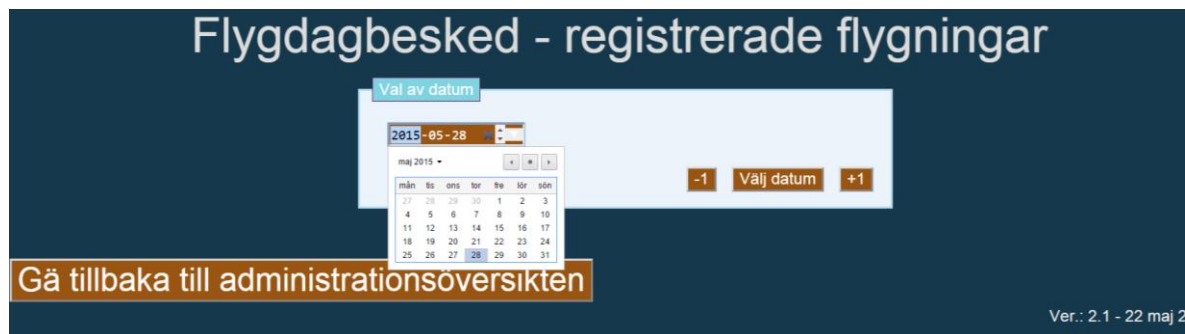 Flygdagbesked - registrerade flygningar
Val av datum
2015-05-28
maj 2015
mån tis ons tor fre lör sön
27 28 29 30 1 2 3
4 5 6 7 8 9 10
11 12 13 14 15 16 17
18 19 20 21 22 23 24
25 26 27 28 29 30 31
-1 Välj datum +1
Gä tillbaka till administrationsöversikten
Ver.: 2.1 - 22 maj 2